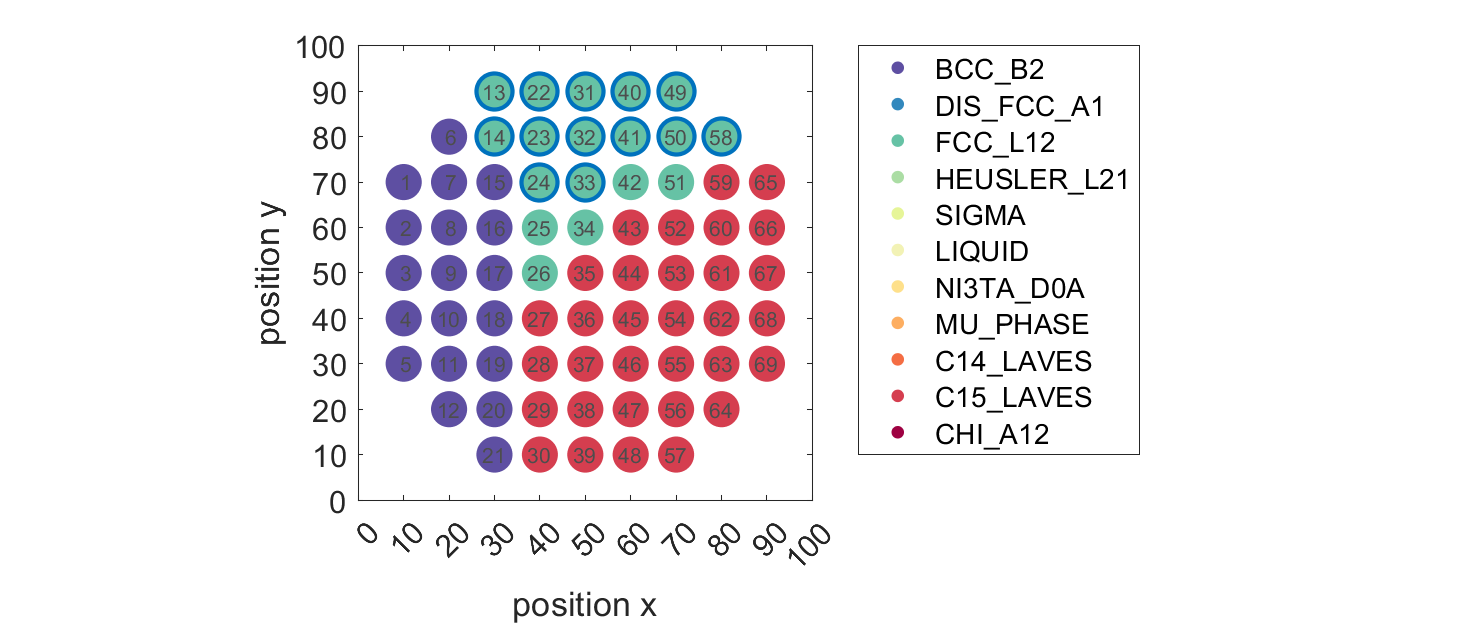 100
90
80
70
60
50
40
30
20
10
0
position y
13 22 31 40 49
6 14 23 32 41 50 58
1 7 15 24 33 42 51 59 65
2 8 16 25 34 43 52 60 66
3 9 17 26 35 44 53 61 67
4 10 18 27 36 45 54 62 68
5 11 19 28 37 46 55 63 69
12 20 29 38 47 56 64
21 30 39 48 57
0 10 20 30 40 50 60 70 80 90 100
position x
BCC_B2
DIS_FCC_A1
FCC_L12
HEUSLER_L21
SIGMA
LIQUID
NI3TA_D0A
MU_PHASE
C14_LAVES
C15_LAVES
CHI_A12